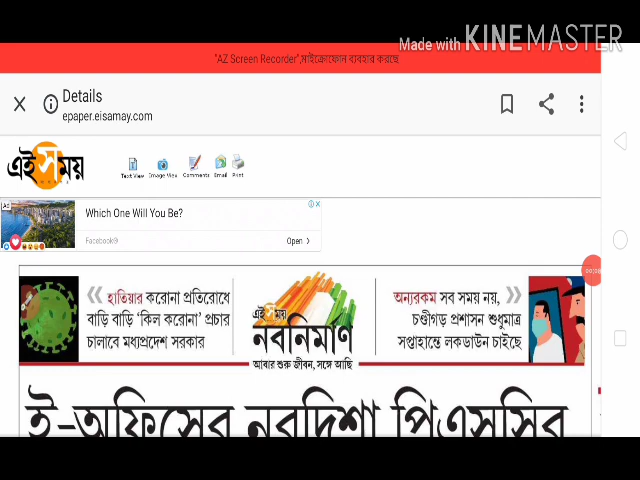 Made with KINEMASTER
"AZ Screen Recorder",মাইক্রোফোন ব্যবহার করছে
Details
epaper.eisamay.com
এই সময়
Text View Image View Comments Email Print
Ad
Which One Will You Be?
Facebook®
Open
হাতিয়ার করোনা প্রতিরোধে
বাড়ি বাড়ি ‘কিল করোনা’ প্রচার
চালাবে মধ্যপ্রদেশ সরকার
এই সময়
নবনির্মাণ
আবার শুরু জীবন, সঙ্গে আছি
অন্যরকম সব সময় নয়,
চণ্ডীগড় প্রশাসন শুধুমাত্র
সপ্তাহান্তে লকডাউন চাইছে
ই-অফিসের নবদিশা পিএসসির